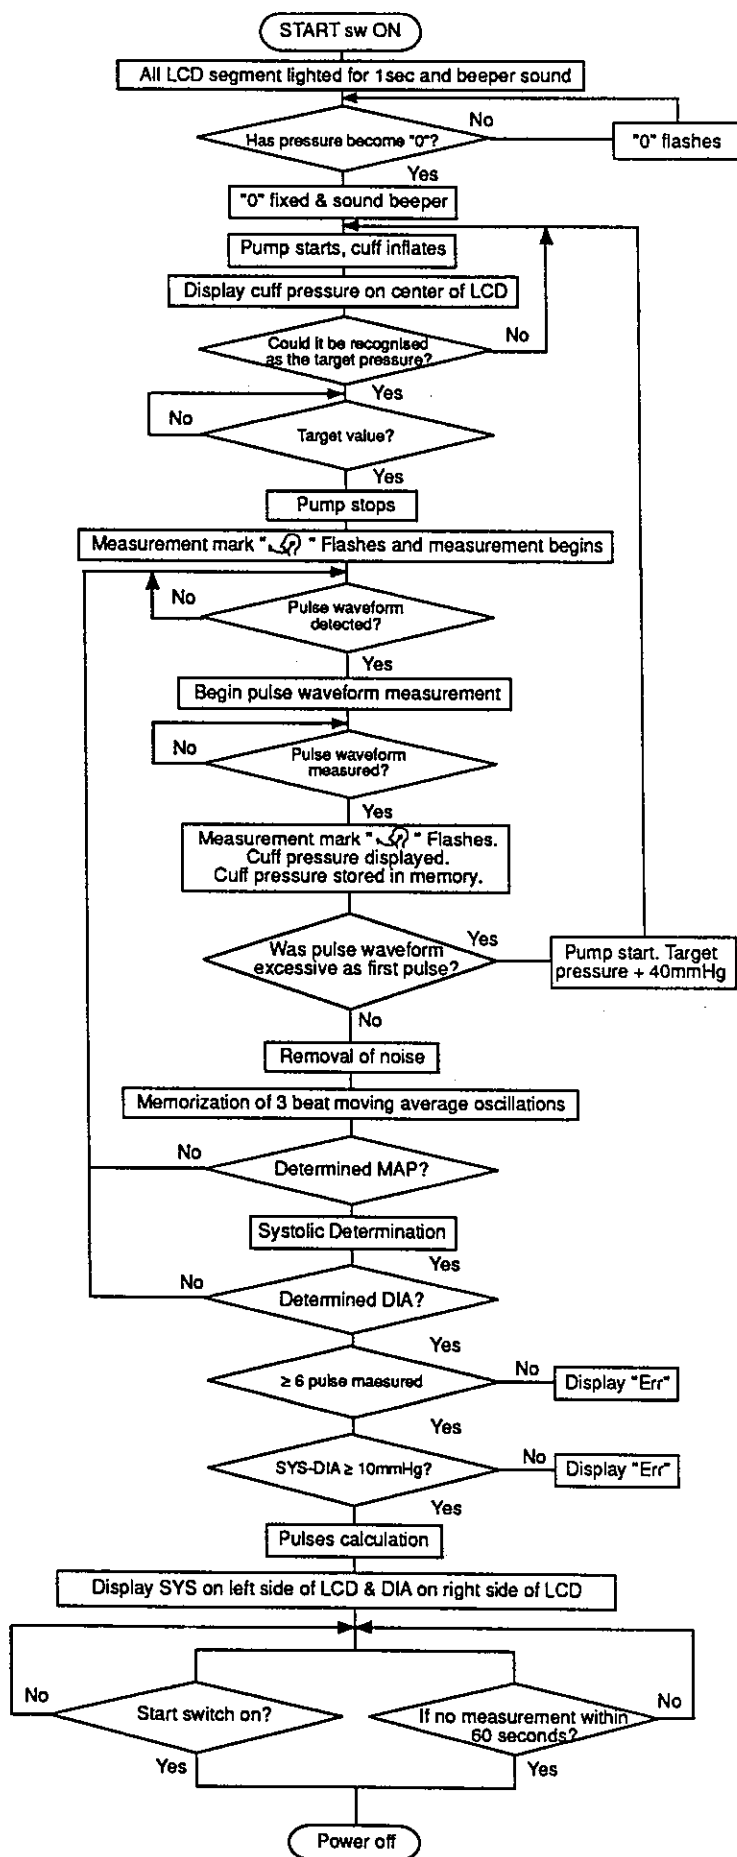 START sw ON
All LCD segment lighted for 1sec and beeper sound
No
Has pressure become "0"?
"0" flashes
Yes
"0" fixed & sound beeper
Pump starts, cuff inflates
Display cuff pressure on center of LCD
Could it be recognised
as the target pressure?
No
Yes
No
Target value?
Yes
Pump stops
Measurement mark " " Flashes and measurement begins
No
Pulse waveform
detected?
Yes
Begin pulse waveform measurement
No
Pulse waveform
measured?
Yes
Measurement mark " " Flashes.
Cuff pressure displayed.
Cuff pressure stored in memory.
Was pulse waveform
excessive as first pulse?
Yes
Pump start. Target
pressure + 40mmHg
No
Removal of noise
Memorization of 3 beat moving average oscillations
No
Determined MAP?
Systolic Determination
Yes
No
Determined DIA?
Yes
≥ 6 pulse maesured
No
Display "Err"
Yes
SYS-DIA ≥ 10mmHg?
No
Display "Err"
Yes
Pulses calculation
Display SYS on left side of LCD & DIA on right side of LCD
No
Start switch on?
If no measurement within
60 seconds?
No
Yes
Yes
Power off